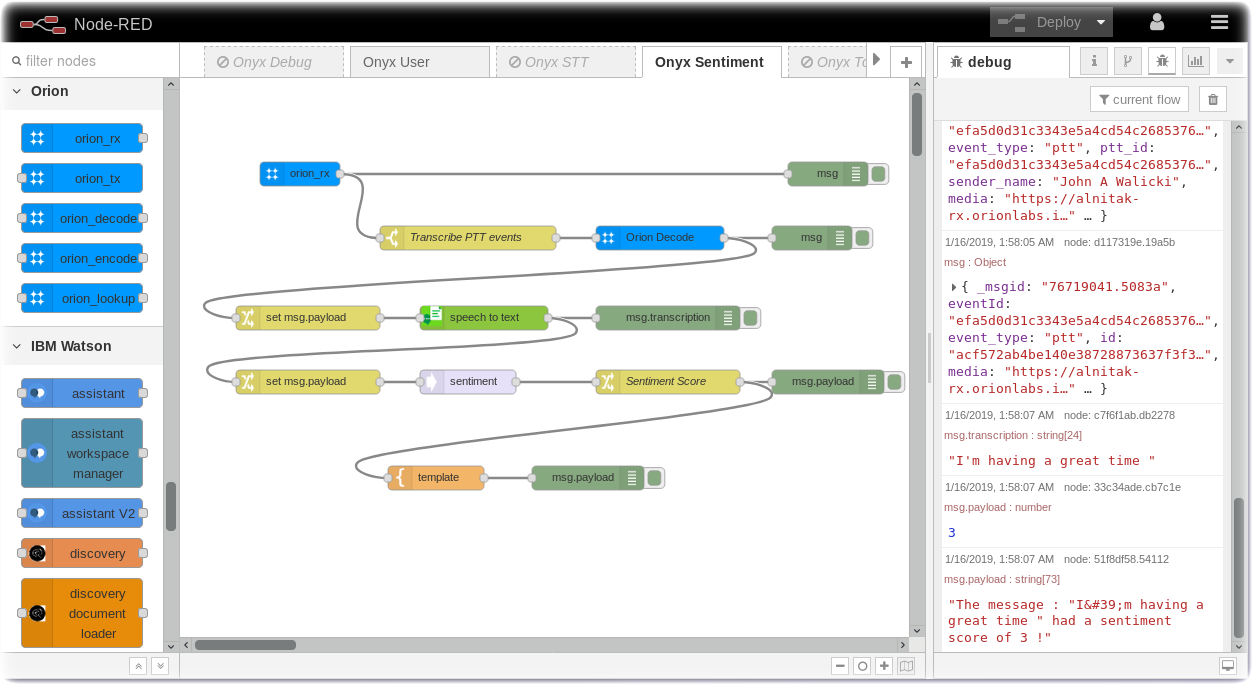 Node-RED
Deploy
filter nodes
Onyx Debug
Onyx User
Onyx STT
Onyx Sentiment
debug
current flow
Orion
orion_rx
orion_tx
orion_decode
orion_encode
orion_lookup
IBM Watson
assistant
assistant
workspace
manager
assistant V2
discovery
discovery
document
loader
orion_rx
msg
Transcribe PTT events
Orion Decode
msg
set msg.payload
speech to text
msg.transcription
set msg.payload
sentiment
Sentiment Score
msg.payload
template
msg.payload
"efa5d0d31c3343e5a4cd54c2685376…",
event_type: "ptt", ptt_id:
"efa5d0d31c3343e5a4cd54c2685376…",
sender_name: "John A Walicki",
media: "https://alnitak-
rx.orionlabs.i…" … }
1/16/2019, 1:58:05 AM node: d117319e.19a5b
msg : Object
{ _msgid: "76719041.5083a",
eventId:
"efa5d0d31c3343e5a4cd54c2685376…",
event_type: "ptt", id:
"acf572ab4be140e38728873637f3f3…",
media: "https://alnitak-
rx.orionlabs.i…" … }
1/16/2019, 1:58:07 AM node: c7f6f1ab.db2278
msg.transcription : string[24]
"I'm having a great time "
1/16/2019, 1:58:07 AM node: 33c34ade.cb7c1e
msg.payload : number
3
1/16/2019, 1:58:07 AM node: 51f8df58.54112
msg.payload : string[73]
"The message : "I&#39;m having a
great time " had a sentiment
score of 3 !"